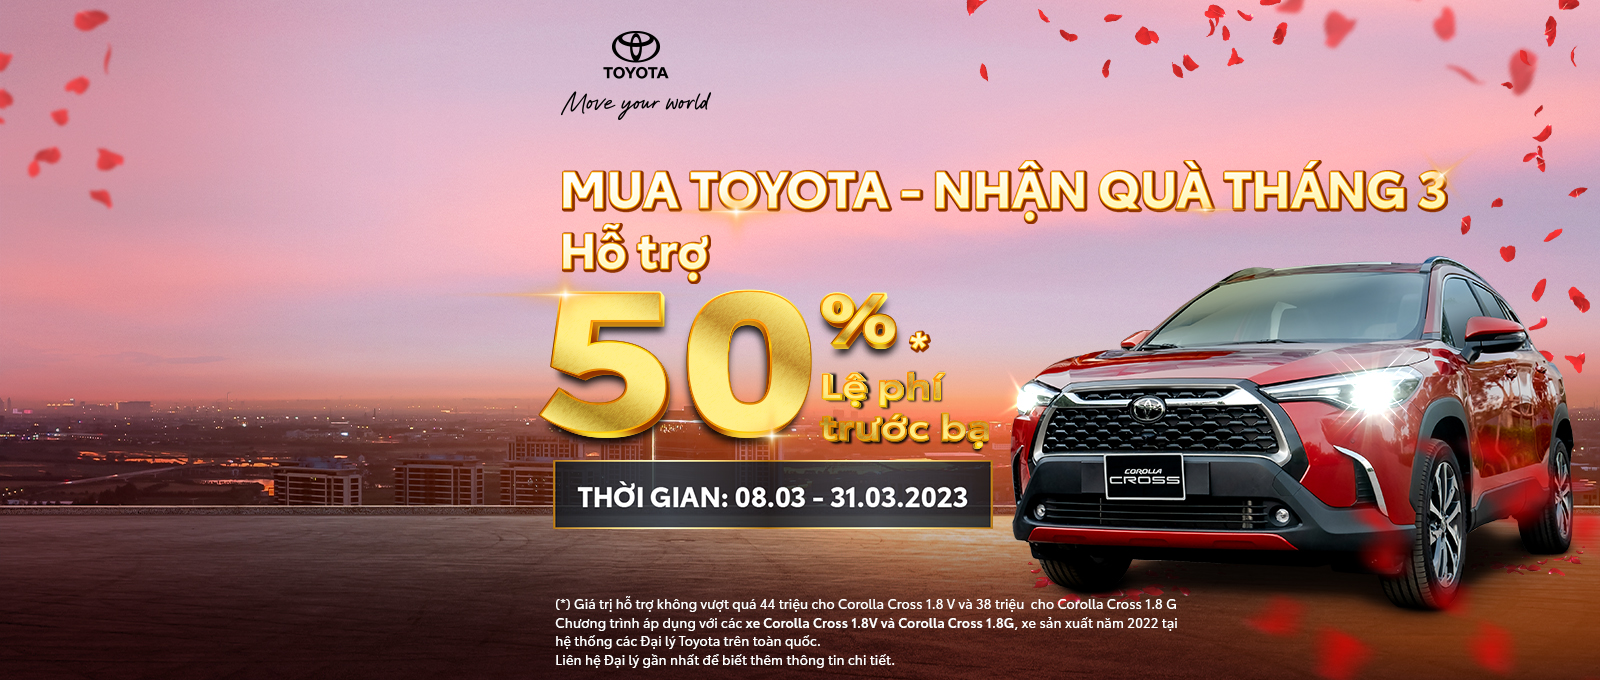 TOYOTA
Move your world
MUA TOYOTA - NHẬN QUÀ THÁNG 3
Hỗ trợ
50%*
Lệ phí
trước bạ
THỜI GIAN: 08.03 - 31.03.2023
COROLLA
CROSS
(*) Giá trị hỗ trợ không vượt quá 44 triệu cho Corolla Cross 1.8 V và 38 triệu cho Corolla Cross 1.8 G
Chương trình áp dụng với các xe Corolla Cross 1.8V và Corolla Cross 1.8G, xe sản xuất năm 2022 tại
hệ thống các Đại lý Toyota trên toàn quốc.
Liên hệ Đại lý gần nhất để biết thêm thông tin chi tiết.